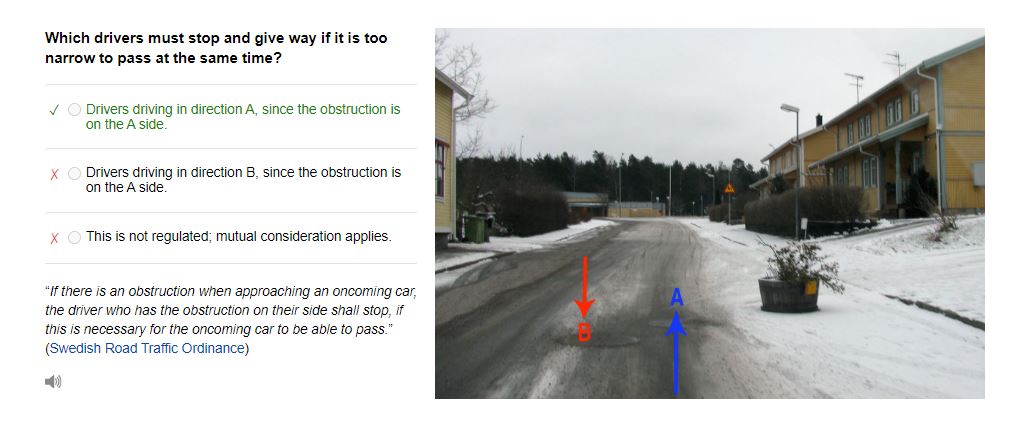 Which drivers must stop and give way if it is too
narrow to pass at the same time?
Drivers driving in direction A, since the obstruction is
on the A side.
Drivers driving in direction B, since the obstruction is
on the A side.
This is not regulated; mutual consideration applies.
“If there is an obstruction when approaching an oncoming car,
the driver who has the obstruction on their side shall stop, if
this is necessary for the oncoming car to be able to pass.”
(Swedish Road Traffic Ordinance)
A
B